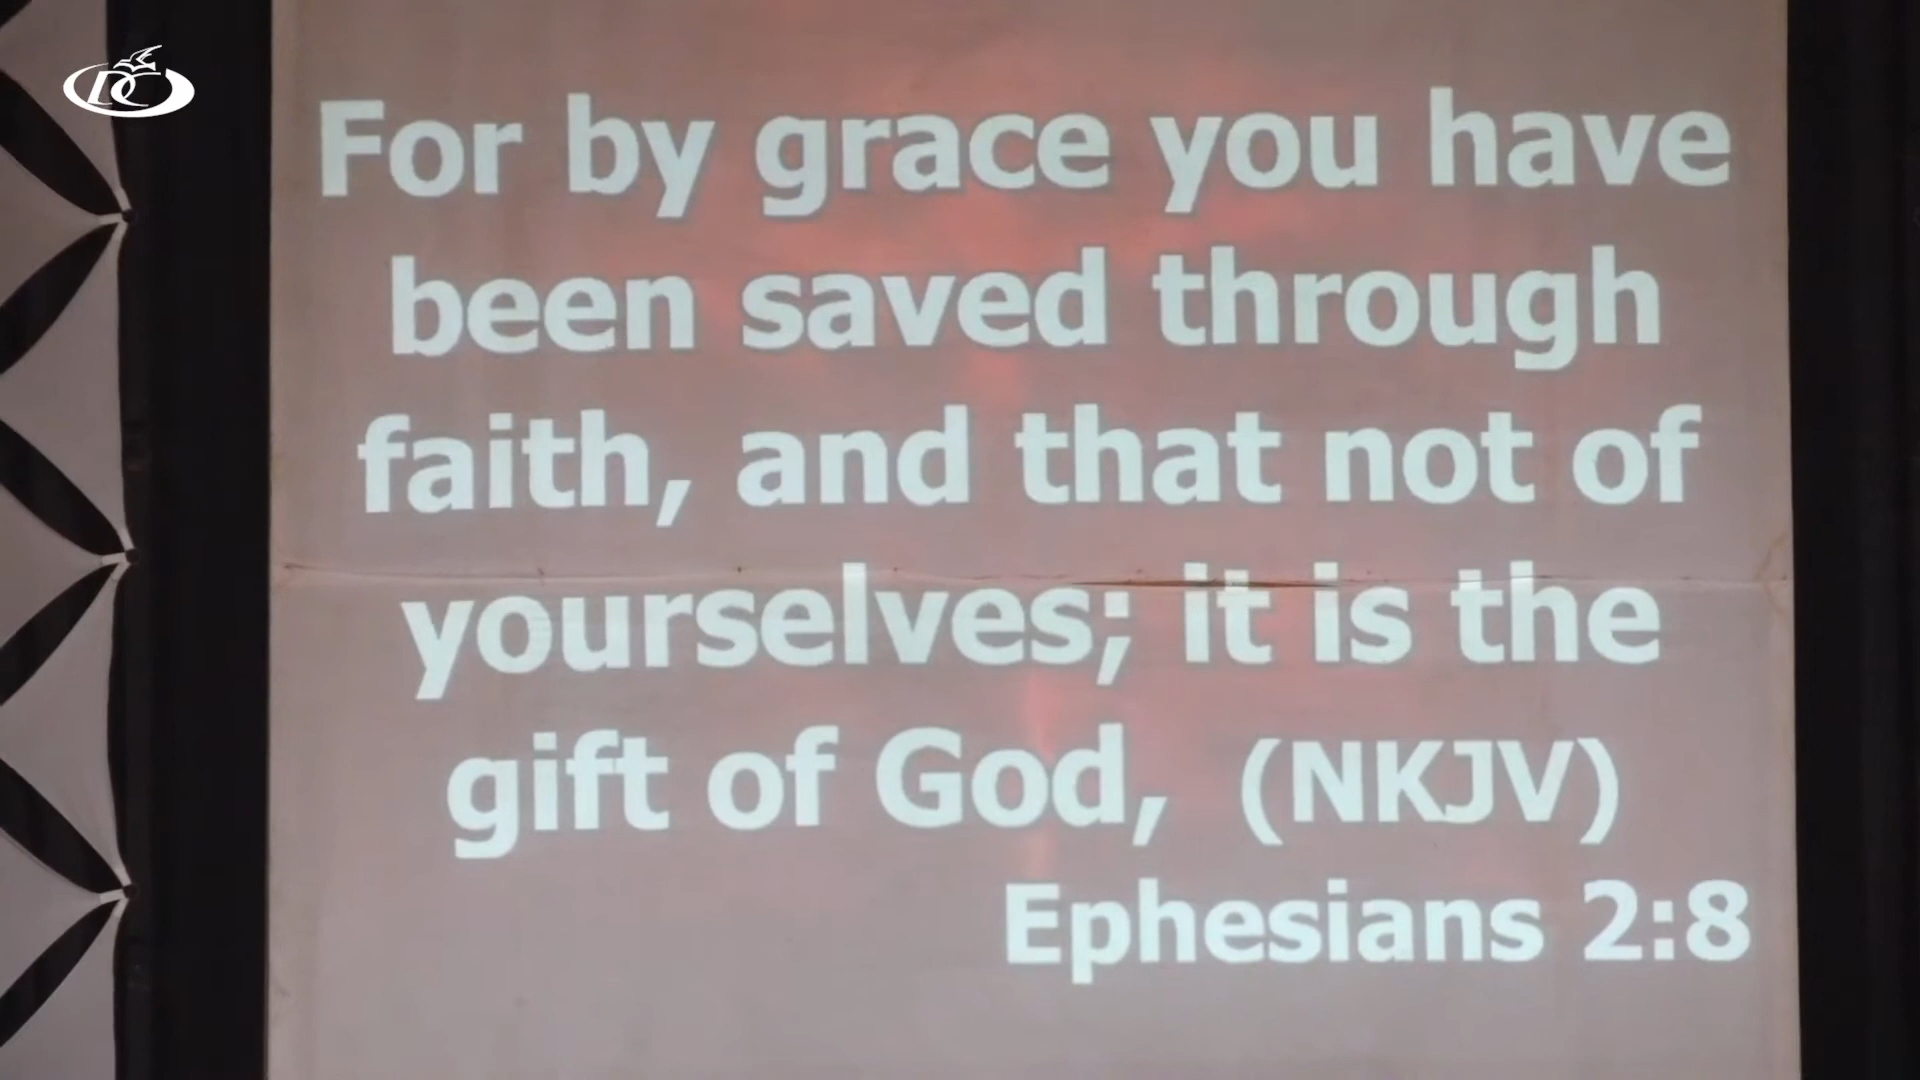 DC
For by grace you have
been saved through
faith, and that not of
yourselves; it is the
gift of God, (NKJV)
Ephesians 2:8